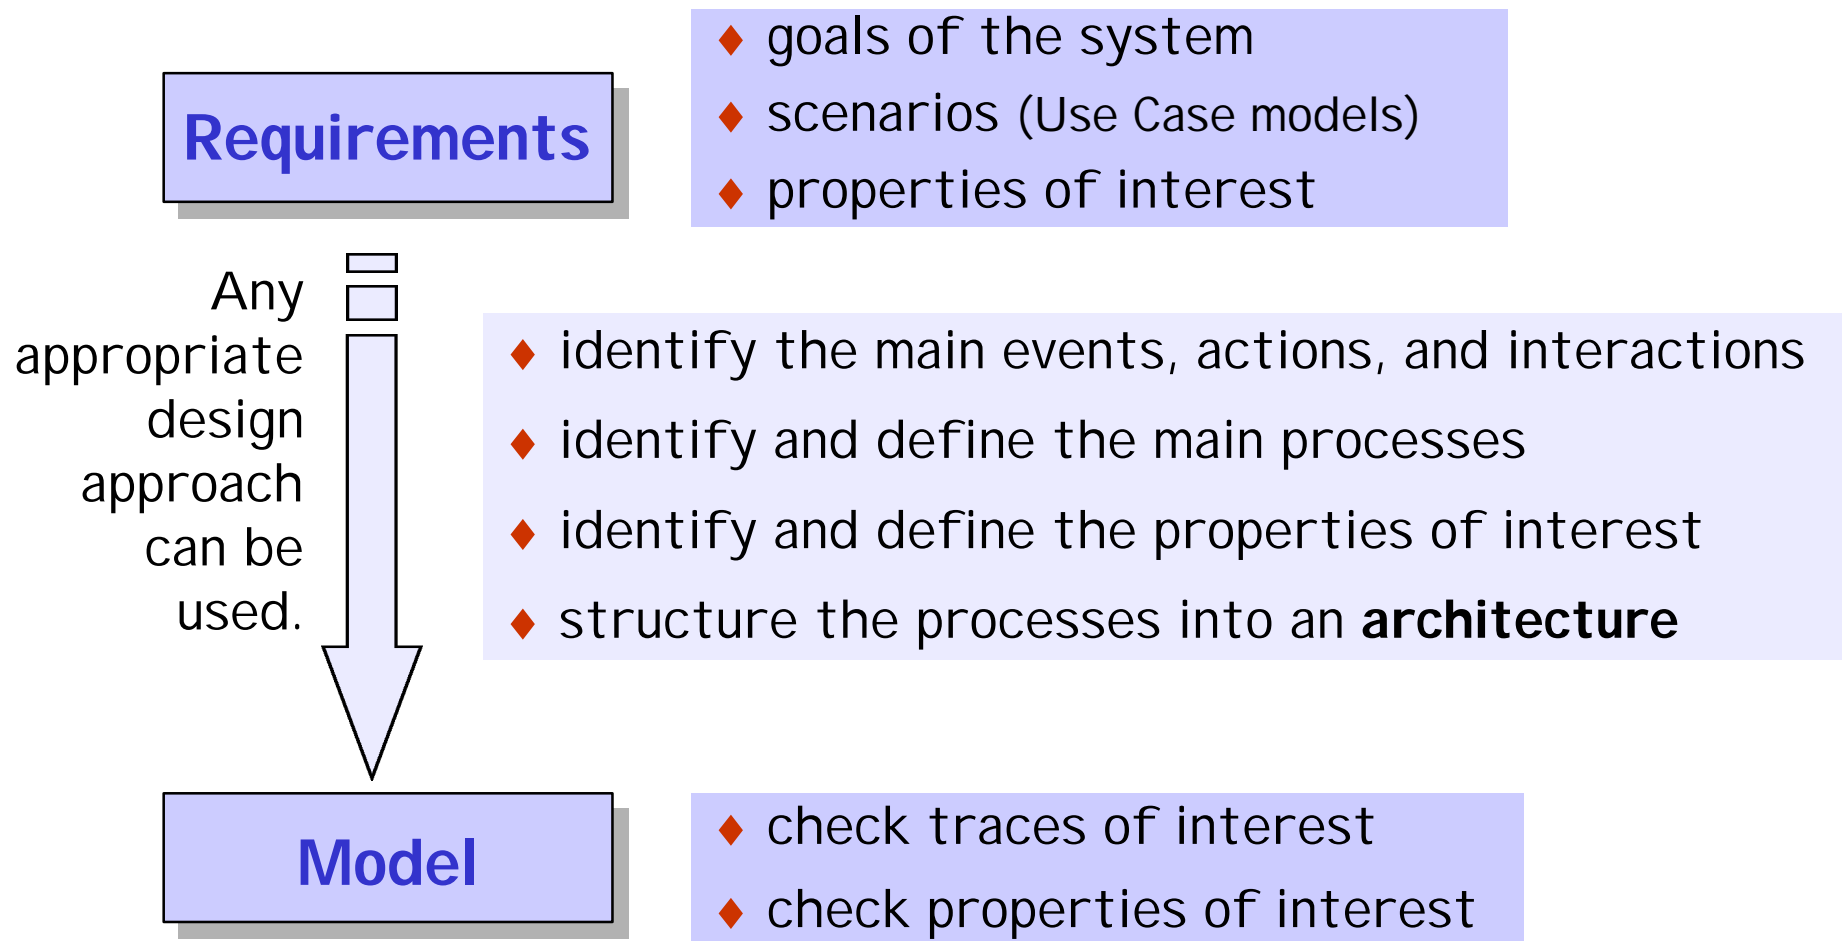 Requirements
♦ goals of the system
♦ scenarios (Use Case models)
♦ properties of interest
Any
appropriate
design
approach
can be
used.
♦ identify the main events, actions, and interactions
♦ identify and define the main processes
♦ identify and define the properties of interest
♦ structure the processes into an architecture
Model
♦ check traces of interest
♦ check properties of interest